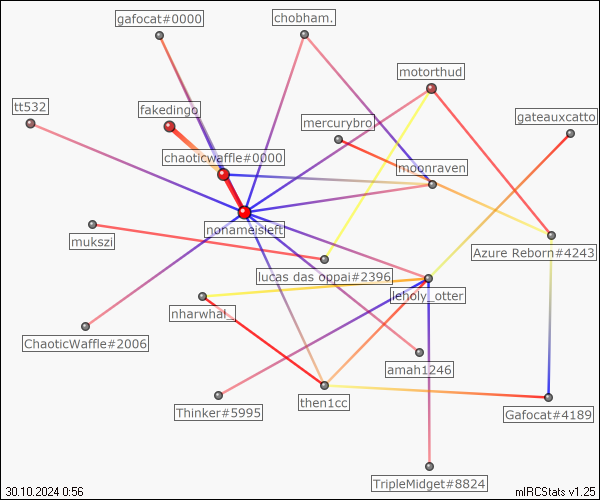 gafocat#0000
chobham.
motorthud
tt532
fakedingo
mercurybro
gateauxcatto
chaoticwaffle#0000
moonraven
nonameisleft
mukszi
Azure Reborn#4243
lucas das oppai#2396
leholy_otter
nharwhal_
ChaoticWaffle#2006
amah1246
then1cc
Thinker#5995
Gafocat#4189
TripleMidget#8824
30.10.2024 0:56
mIRCStats v1.25